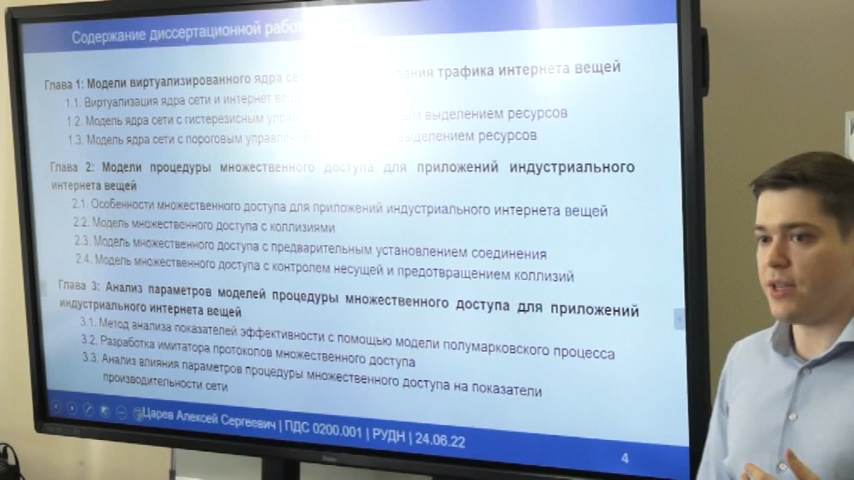 Содержание диссертационной
Глава 1: Модели виртуализированного ядра трафика интернета вещей
1.1. Виртуализация ядра сети и интернет
1.2. Модель ядра сети с гистерезисным выделением ресурсов
1.3. Модель ядра сети с пороговым выделением ресурсов
Глава 2: Модели процедуры множественного доступа для приложений индустриального
интернета вещей
2.1. Особенности множественного доступа для приложений индустриального интернета вещей
2.2. Модель множественного доступа с коллизиями
2.3. Модель множественного доступа с предварительным установлением соединения
2.4. Модель множественного доступа с контролем несущей и предотвращением коллизий
Глава 3: Анализ параметров моделей процедуры множественного доступа для приложений
индустриального интернета вещей
3.1. Метод анализа показателей эффективности с помощью модели полумарковского процесса
3.2. Разработка имитатора протоколов множественного доступа
3.3. Анализ влияния параметров процедуры множественного доступа на показатели
производительности сети
Царев Алексей Сергеевич | ПДС 0200.001 | РУДН | 24.06.22
4